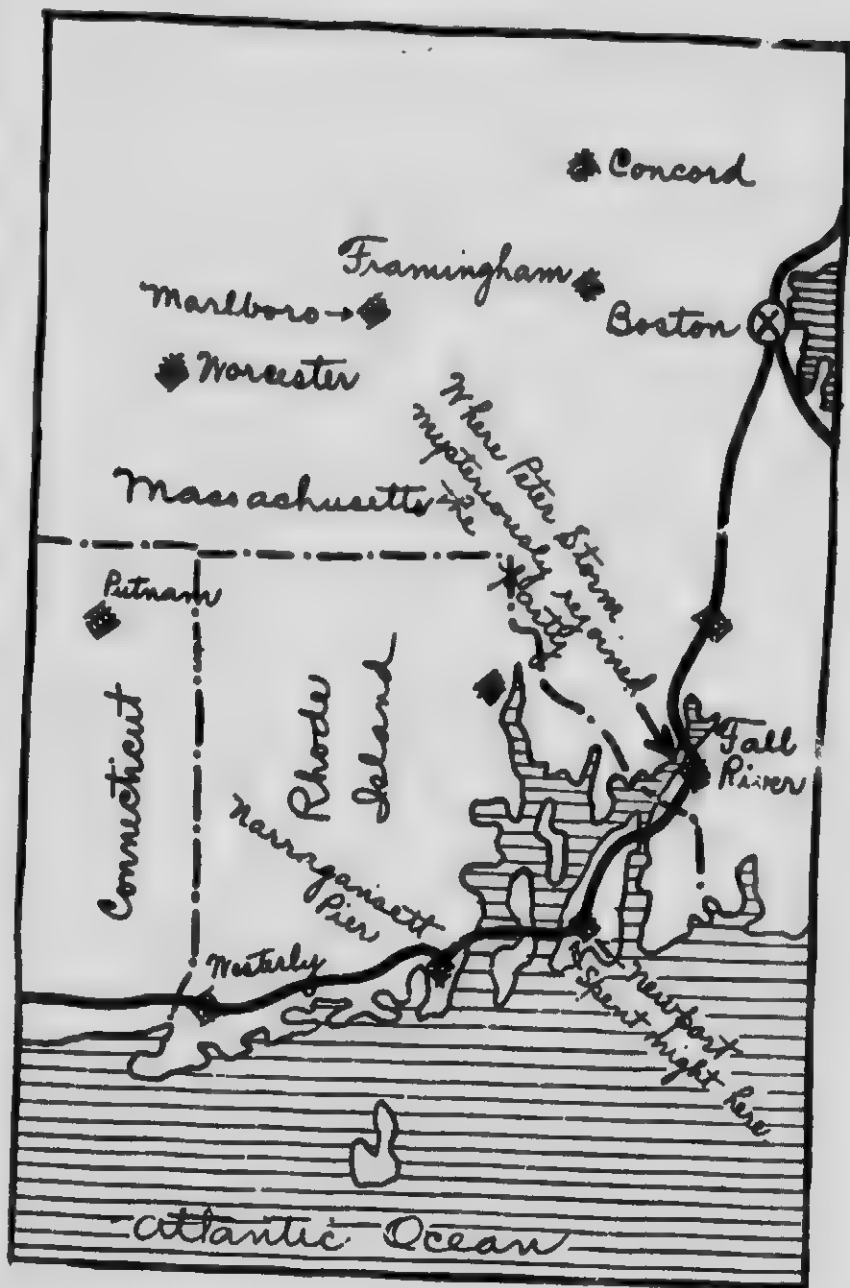 Concord
Framingham
Marlboro
Boston
Worcester
Where Peter Storm
mysteriously rejoined
the
Party
Massachusetts
Putnam
Connecticut
Rhode
Island
Fall
River
Narragansett
Pier
Westerly
Newport
Spent night here
Atlantic Ocean